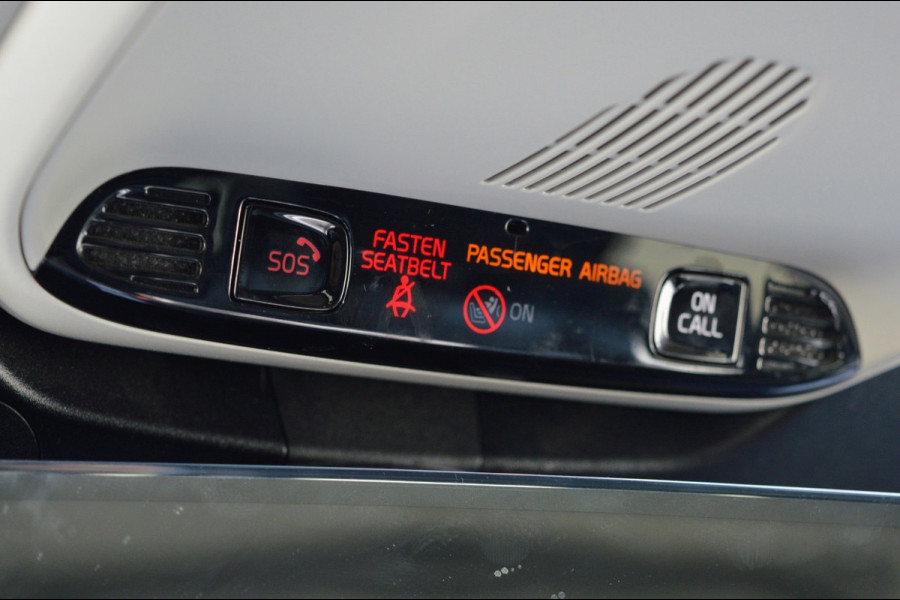 SOS
FASTEN
SEATBELT
PASSENGER AIRBAG
ON
ON
CALL